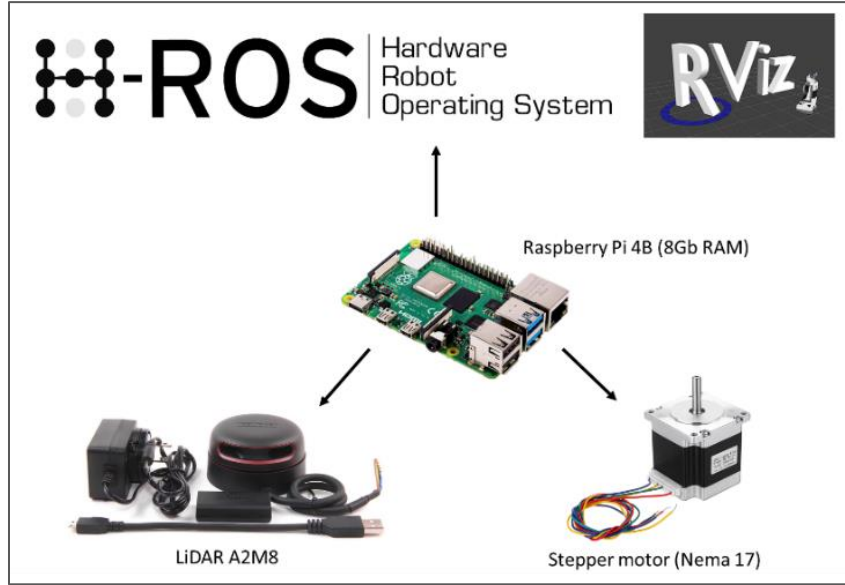 H-ROS
Hardware
Robot
Operating System
RViz
Raspberry Pi 4B (8Gb RAM)
LiDAR A2M8
Stepper motor (Nema 17)